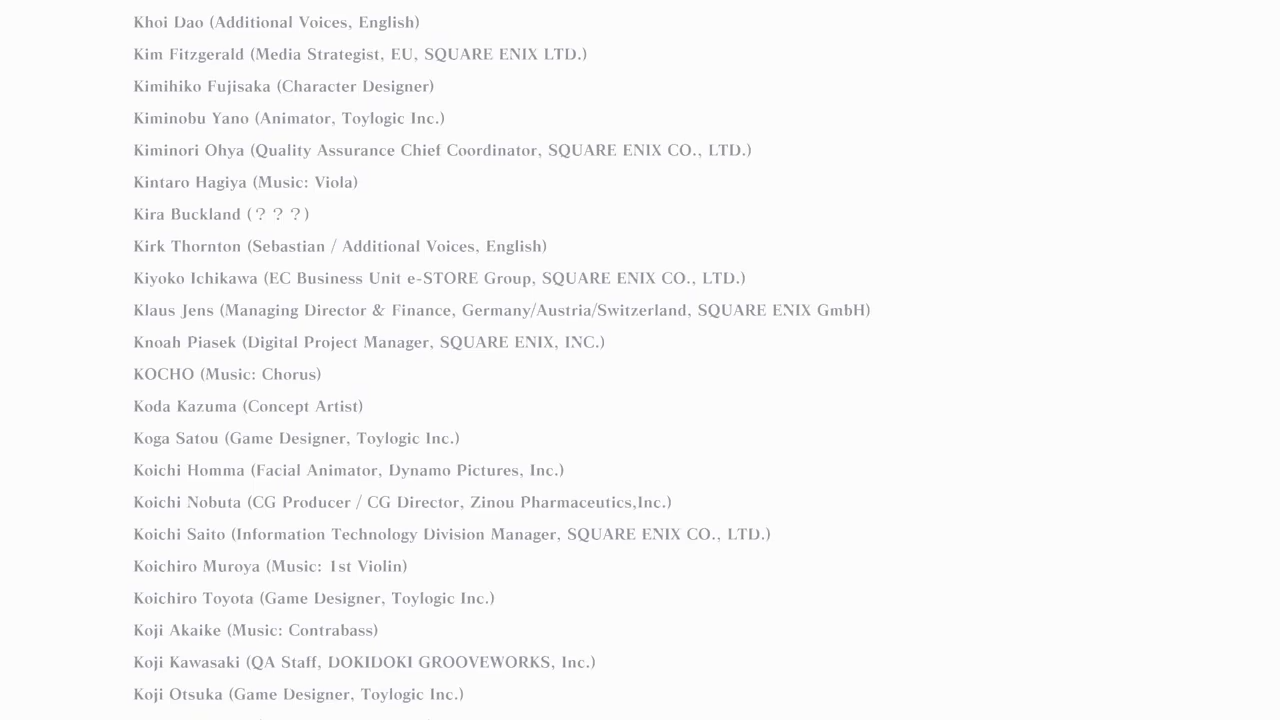 Khoi Dao (Additional Voices, English)
Kim Fitzgerald (Media Strategist, EU, SQUARE ENIX LTD.)
Kimihiko Fujisaka (Character Designer)
Kiminobu Yano (Animator, Toylogic Inc.)
Kiminori Ohya (Quality Assurance Chief Coordinator, SQUARE ENIX CO., LTD.)
Kintaro Hagiya (Music: Viola)
Kira Buckland (？？？)
Kirk Thornton (Sebastian / Additional Voices, English)
Kiyoko Ichikawa (EC Business Unit e-STORE Group, SQUARE ENIX CO., LTD.)
Klaus Jens (Managing Director & Finance, Germany/Austria/Switzerland, SQUARE ENIX GmbH)
Knoah Piasek (Digital Project Manager, SQUARE ENIX, INC.)
KOCHO (Music: Chorus)
Koda Kazuma (Concept Artist)
Koga Satou (Game Designer, Toylogic Inc.)
Koichi Homma (Facial Animator, Dynamo Pictures, Inc.)
Koichi Nobuta (CG Producer / CG Director, Zinou Pharmaceutics,Inc.)
Koichi Saito (Information Technology Division Manager, SQUARE ENIX CO., LTD.)
Koichiro Muroya (Music: 1st Violin)
Koichiro Toyota (Game Designer, Toylogic Inc.)
Koji Akaike (Music: Contrabass)
Koji Kawasaki (QA Staff, DOKIDOKI GROOVEWORKS, Inc.)
Koji Otsuka (Game Designer, Toylogic Inc.)